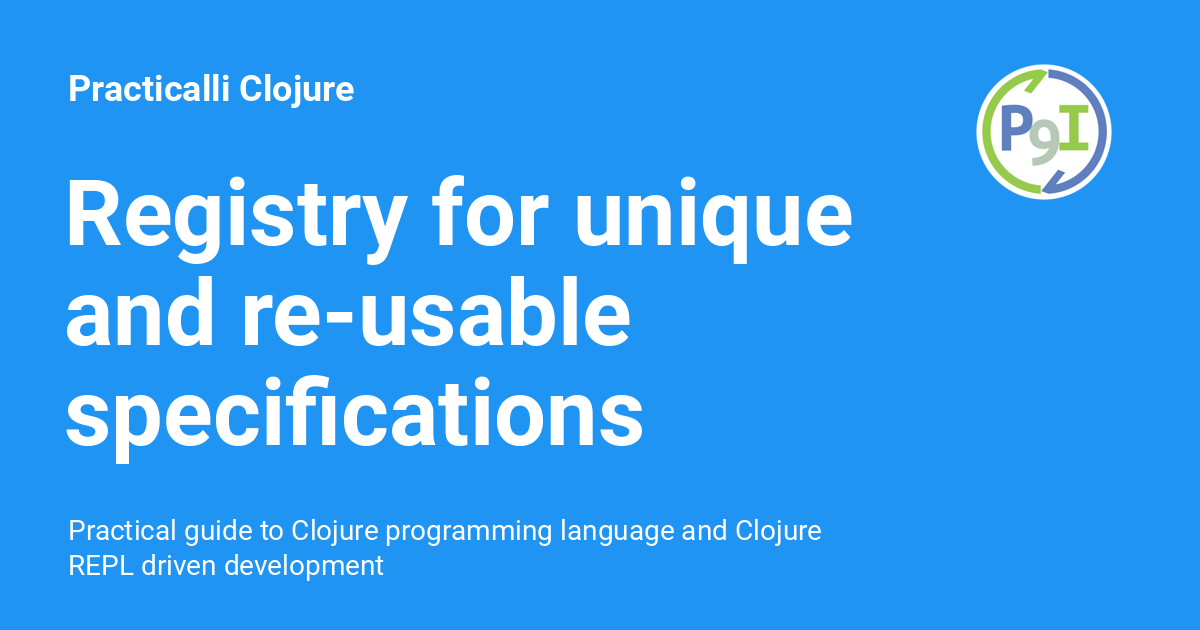 Practicalli Clojure
P9I
Registry for unique
and re-usable
specifications
Practical guide to Clojure programming language and Clojure
REPL driven development